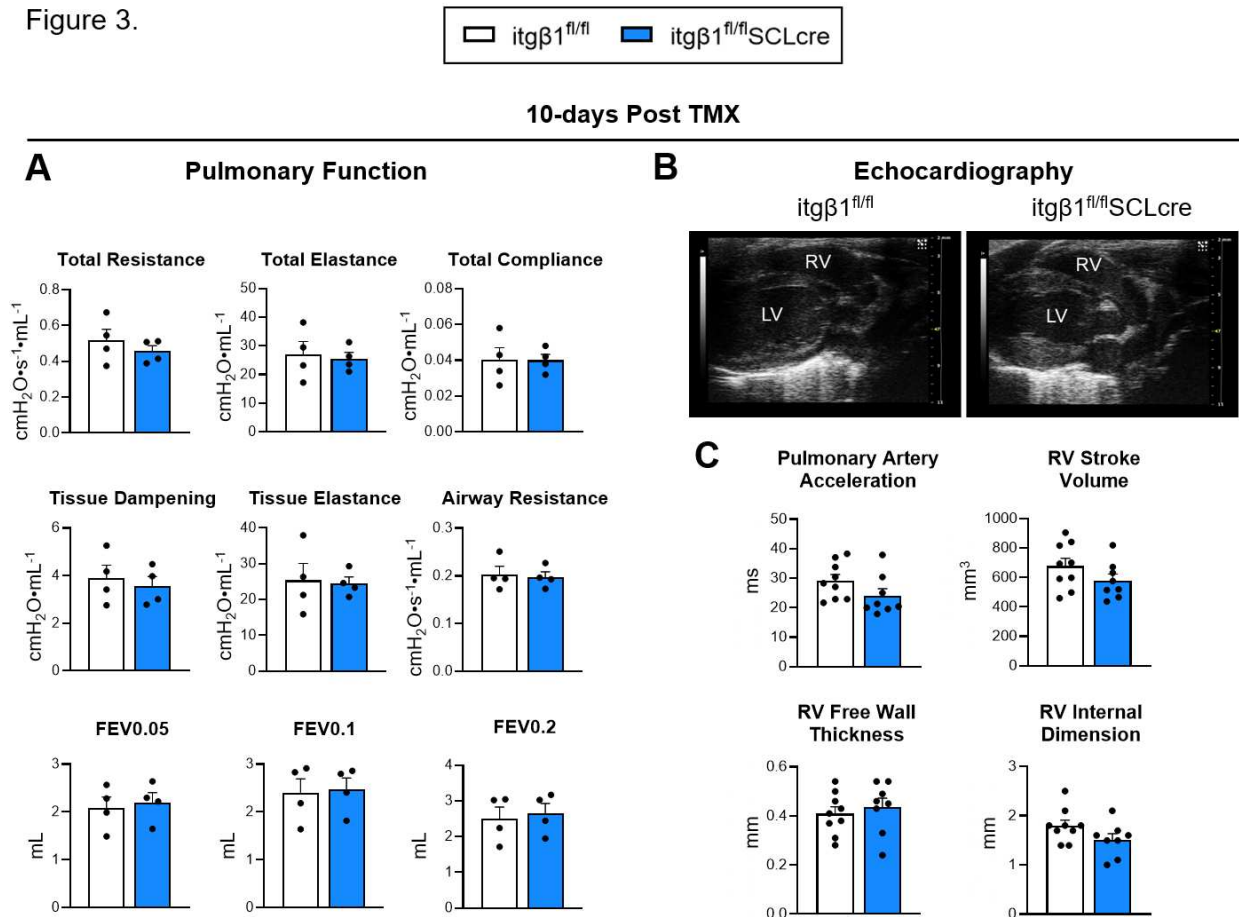 Figure 3.
itgβ1fl/fl itgβ1fl/flSCLcre
10-days Post TMX
A Pulmonary Function
Total Resistance Total Elastance Total Compliance
cmH2O•s-1•mL-1
0.8
0.6
0.4
0.2
0.0
cmH2O•mL-1
50
40
30
20
10
0
cmH2O•mL-1
0.08
0.06
0.04
0.02
0.00
Tissue Dampening Tissue Elastance Airway Resistance
cmH2O•mL-1
6
4
2
0
cmH2O•mL-1
40
30
20
10
0
cmH2O•s-1•mL-1
0.3
0.2
0.1
0.0
FEV0.05 FEV0.1 FEV0.2
mL
3
2
1
0
mL
3
2
1
0
mL
4
3
2
1
0
B Echocardiography
itgβ1fl/fl itgβ1fl/flSCLcre
RV
LV
RV
LV
C
Pulmonary Artery
Acceleration
ms
50
40
30
20
10
0
RV Stroke
Volume
mm3
1000
800
600
400
200
0
RV Free Wall
Thickness
mm
0.6
0.4
0.2
0.0
RV Internal
Dimension
mm
3
2
1
0